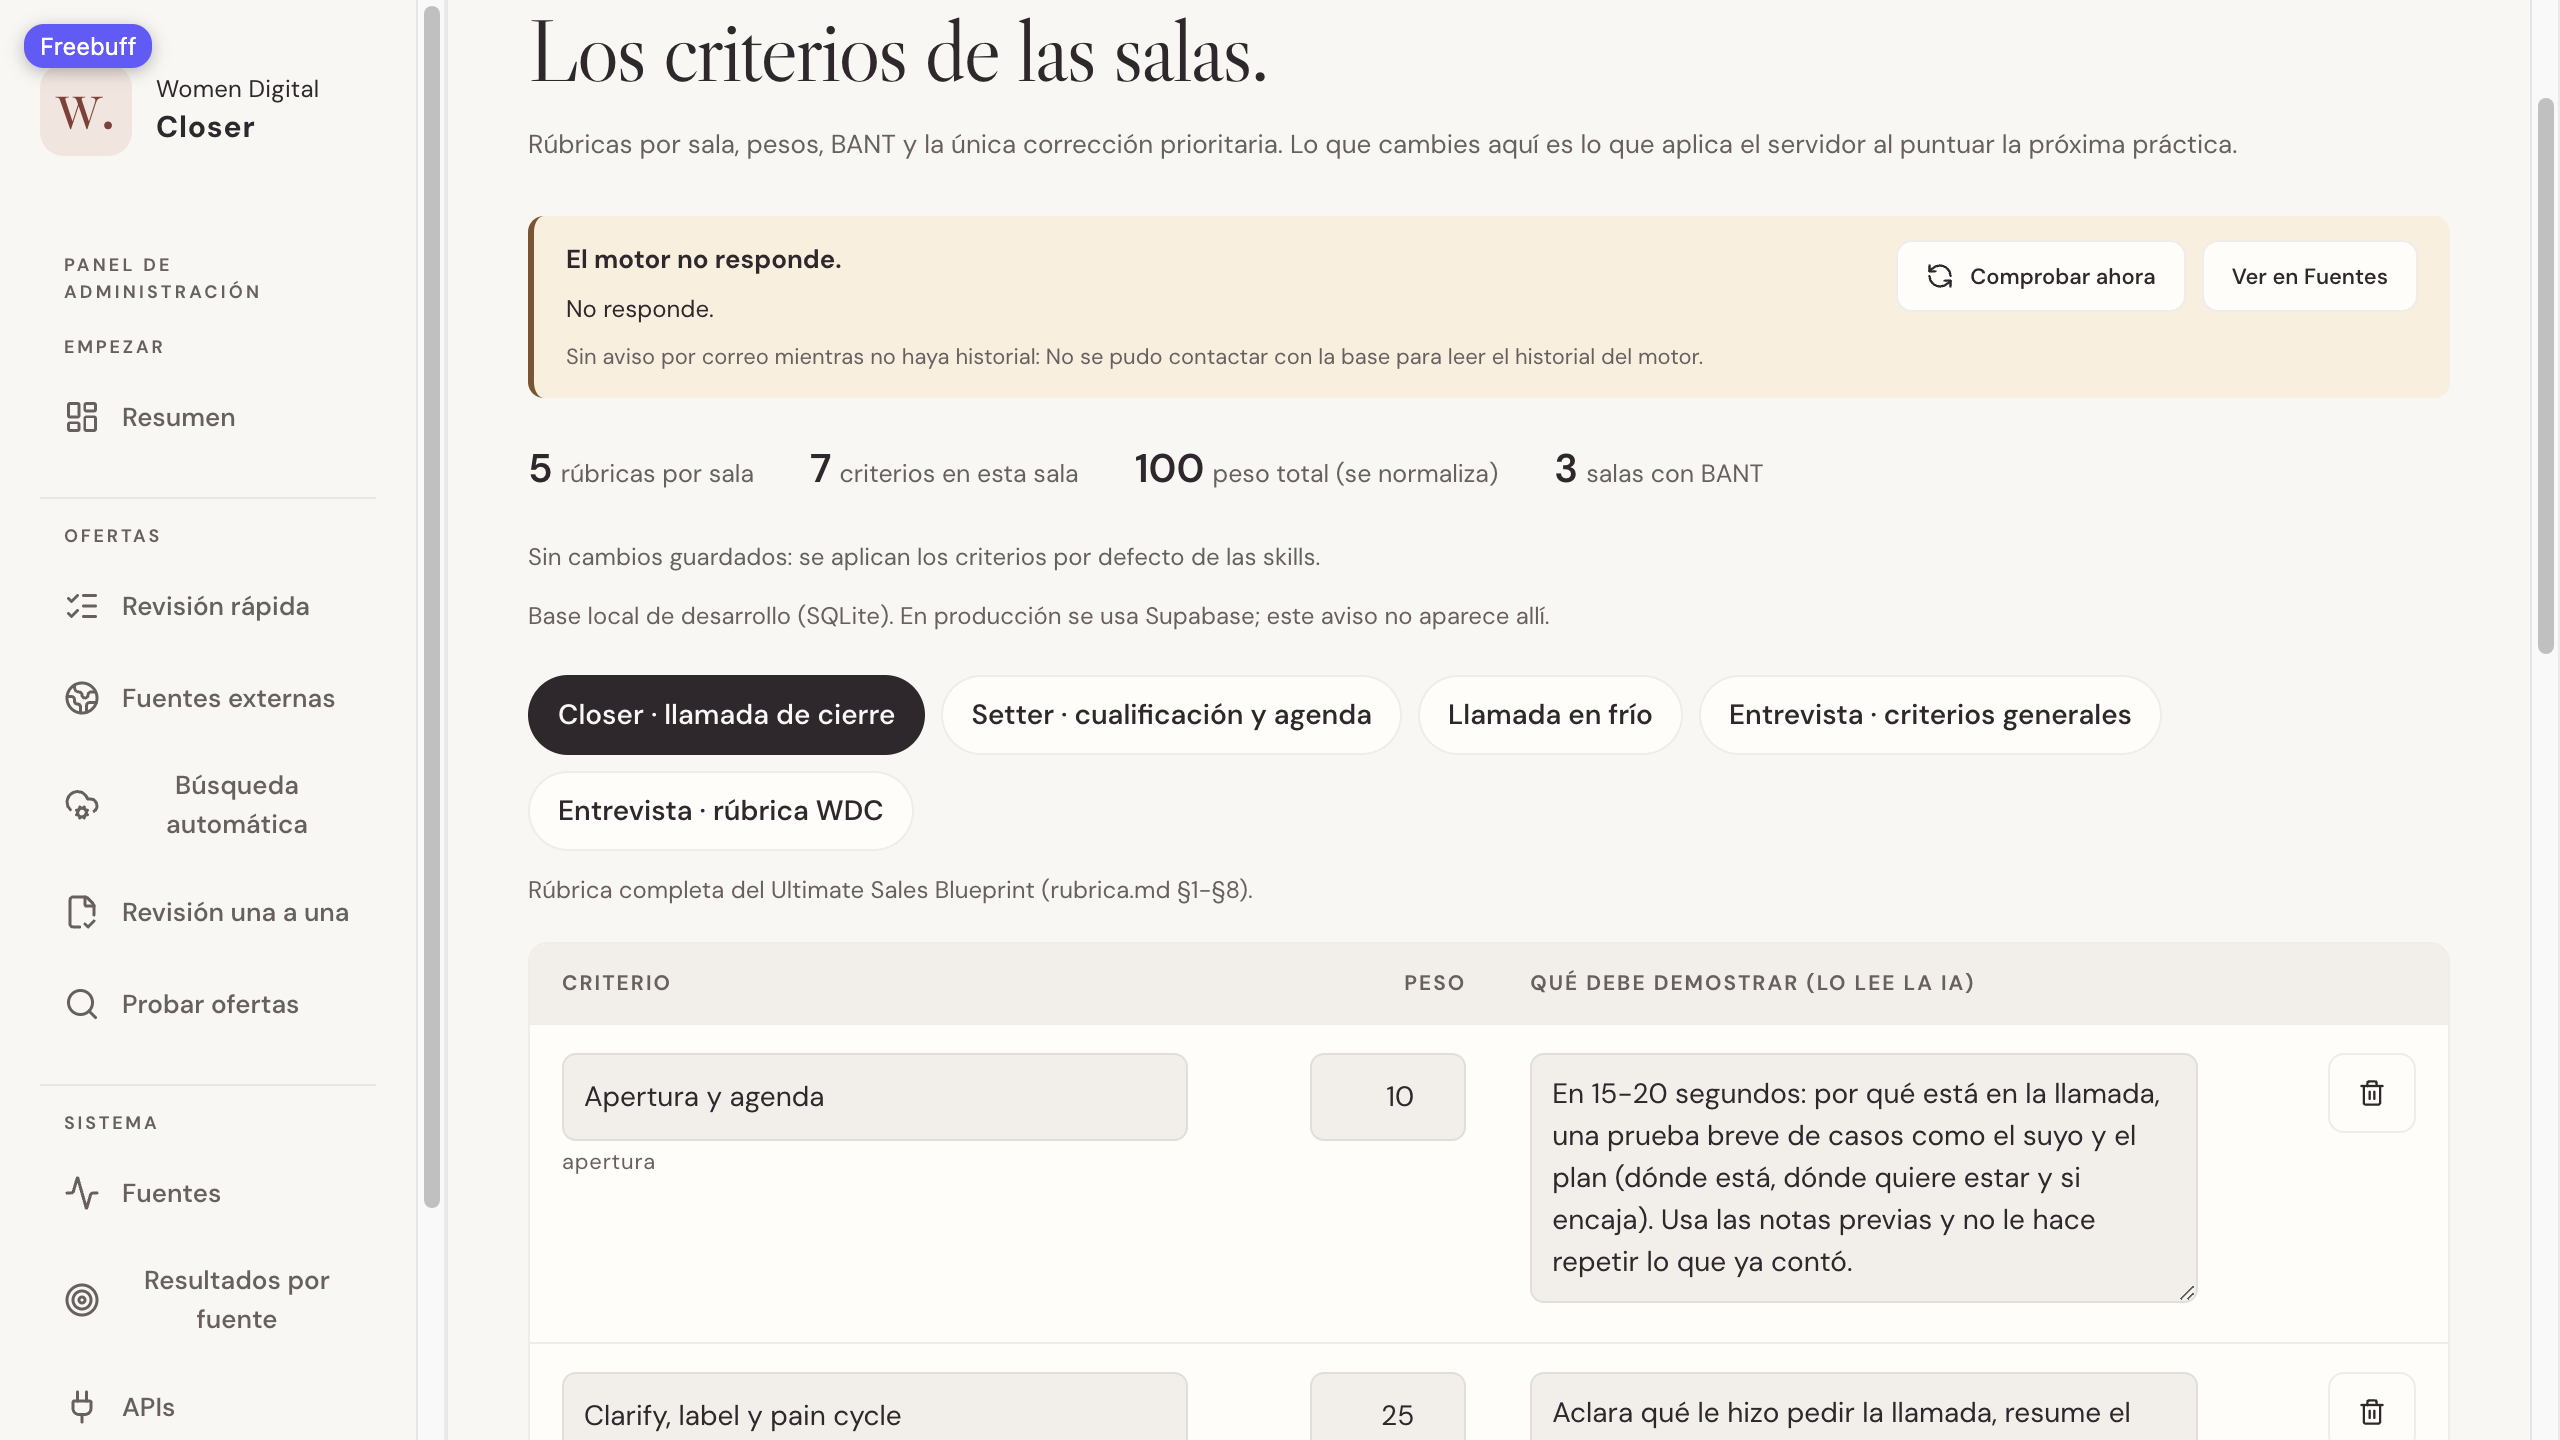 Freebuff
W.
Women Digital
Closer
PANEL DE
ADMINISTRACIÓN
EMPEZAR
Resumen
OFERTAS
Revisión rápida
Fuentes externas
Búsqueda
automática
Revisión una a una
Probar ofertas
SISTEMA
Fuentes
Resultados por
fuente
APIs
Los criterios de las salas.
Rúbricas por sala, pesos, BANT y la única corrección prioritaria. Lo que cambies aquí es lo que aplica el servidor al puntuar la próxima práctica.
El motor no responde.
No responde.
Sin aviso por correo mientras no haya historial: No se pudo contactar con la base para leer el historial del motor.
Comprobar ahora
Ver en Fuentes
5 rúbricas por sala
7 criterios en esta sala
100 peso total (se normaliza)
3 salas con BANT
Sin cambios guardados: se aplican los criterios por defecto de las skills.
Base local de desarrollo (SQLite). En producción se usa Supabase; este aviso no aparece allí.
Closer · llamada de cierre
Setter · cualificación y agenda
Llamada en frío
Entrevista · criterios generales
Entrevista · rúbrica WDC
Rúbrica completa del Ultimate Sales Blueprint (rubrica.md §1-§8).
CRITERIO
PESO
QUÉ DEBE DEMOSTRAR (LO LEE LA IA)
Apertura y agenda
apertura
10
En 15-20 segundos: por qué está en la llamada,
una prueba breve de casos como el suyo y el
plan (dónde está, dónde quiere estar y si
encaja). Usa las notas previas y no le hace
repetir lo que ya contó.
Clarify, label y pain cycle
25
Aclara qué le hizo pedir la llamada, resume el